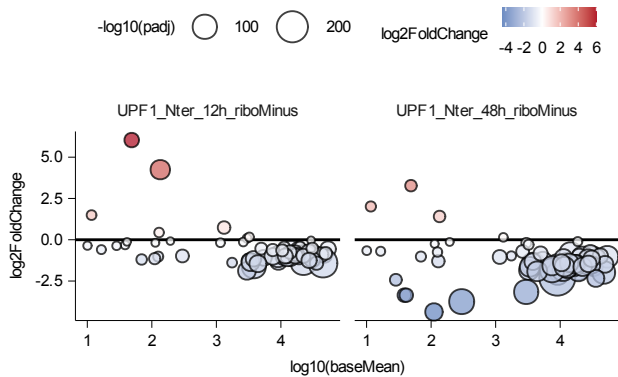 -log10(padj) 100 200 log2FoldChange
-4 -2 0 2 4 6
UPF1_Nter_12h_riboMinus UPF1_Nter_48h_riboMinus
log2FoldChange
5.0
2.5
0.0
-2.5
1 2 3 4 1 2 3 4
log10(baseMean)